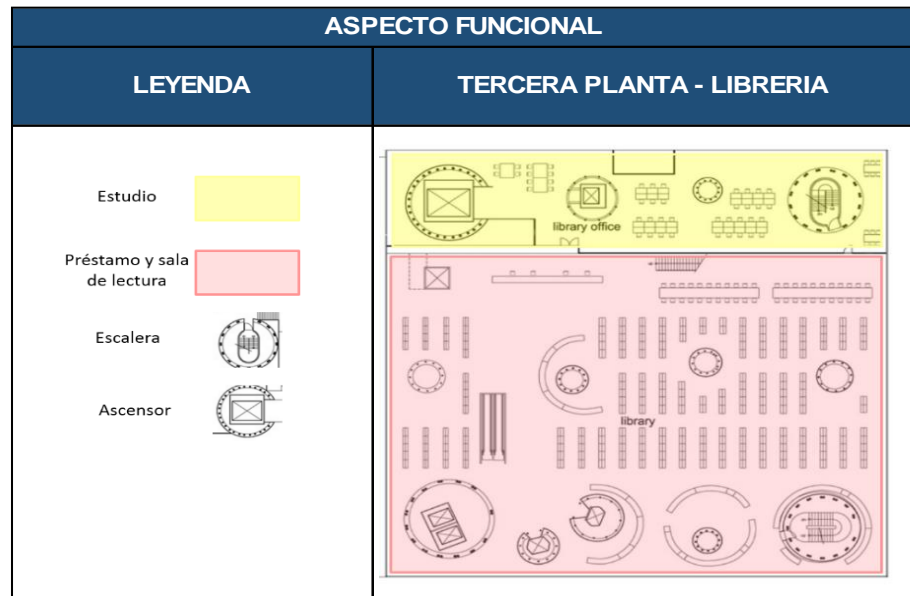 ASPECTO FUNCIONAL
LEYENDA
TERCERA PLANTA - LIBRERIA
Estudio
Préstamo y sala
de lectura
Escalera
Ascensor
library office
library